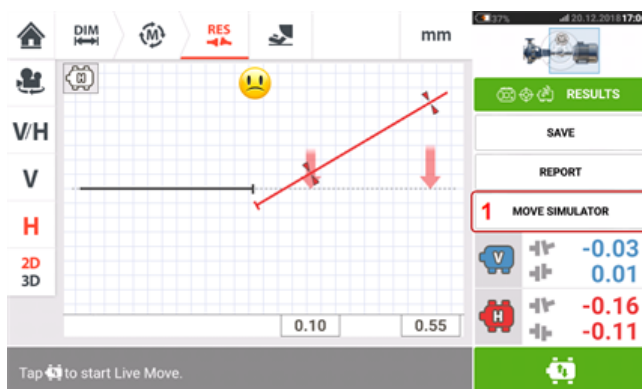 DIM
M
RES
mm
37%
20.12.2018 17:0
RESULTS
SAVE
REPORT
1 MOVE SIMULATOR
V/H
V
H
2D
3D
V
-0.03
0.01
H
-0.16
-0.11
0.10
0.55
Tap to start Live Move.